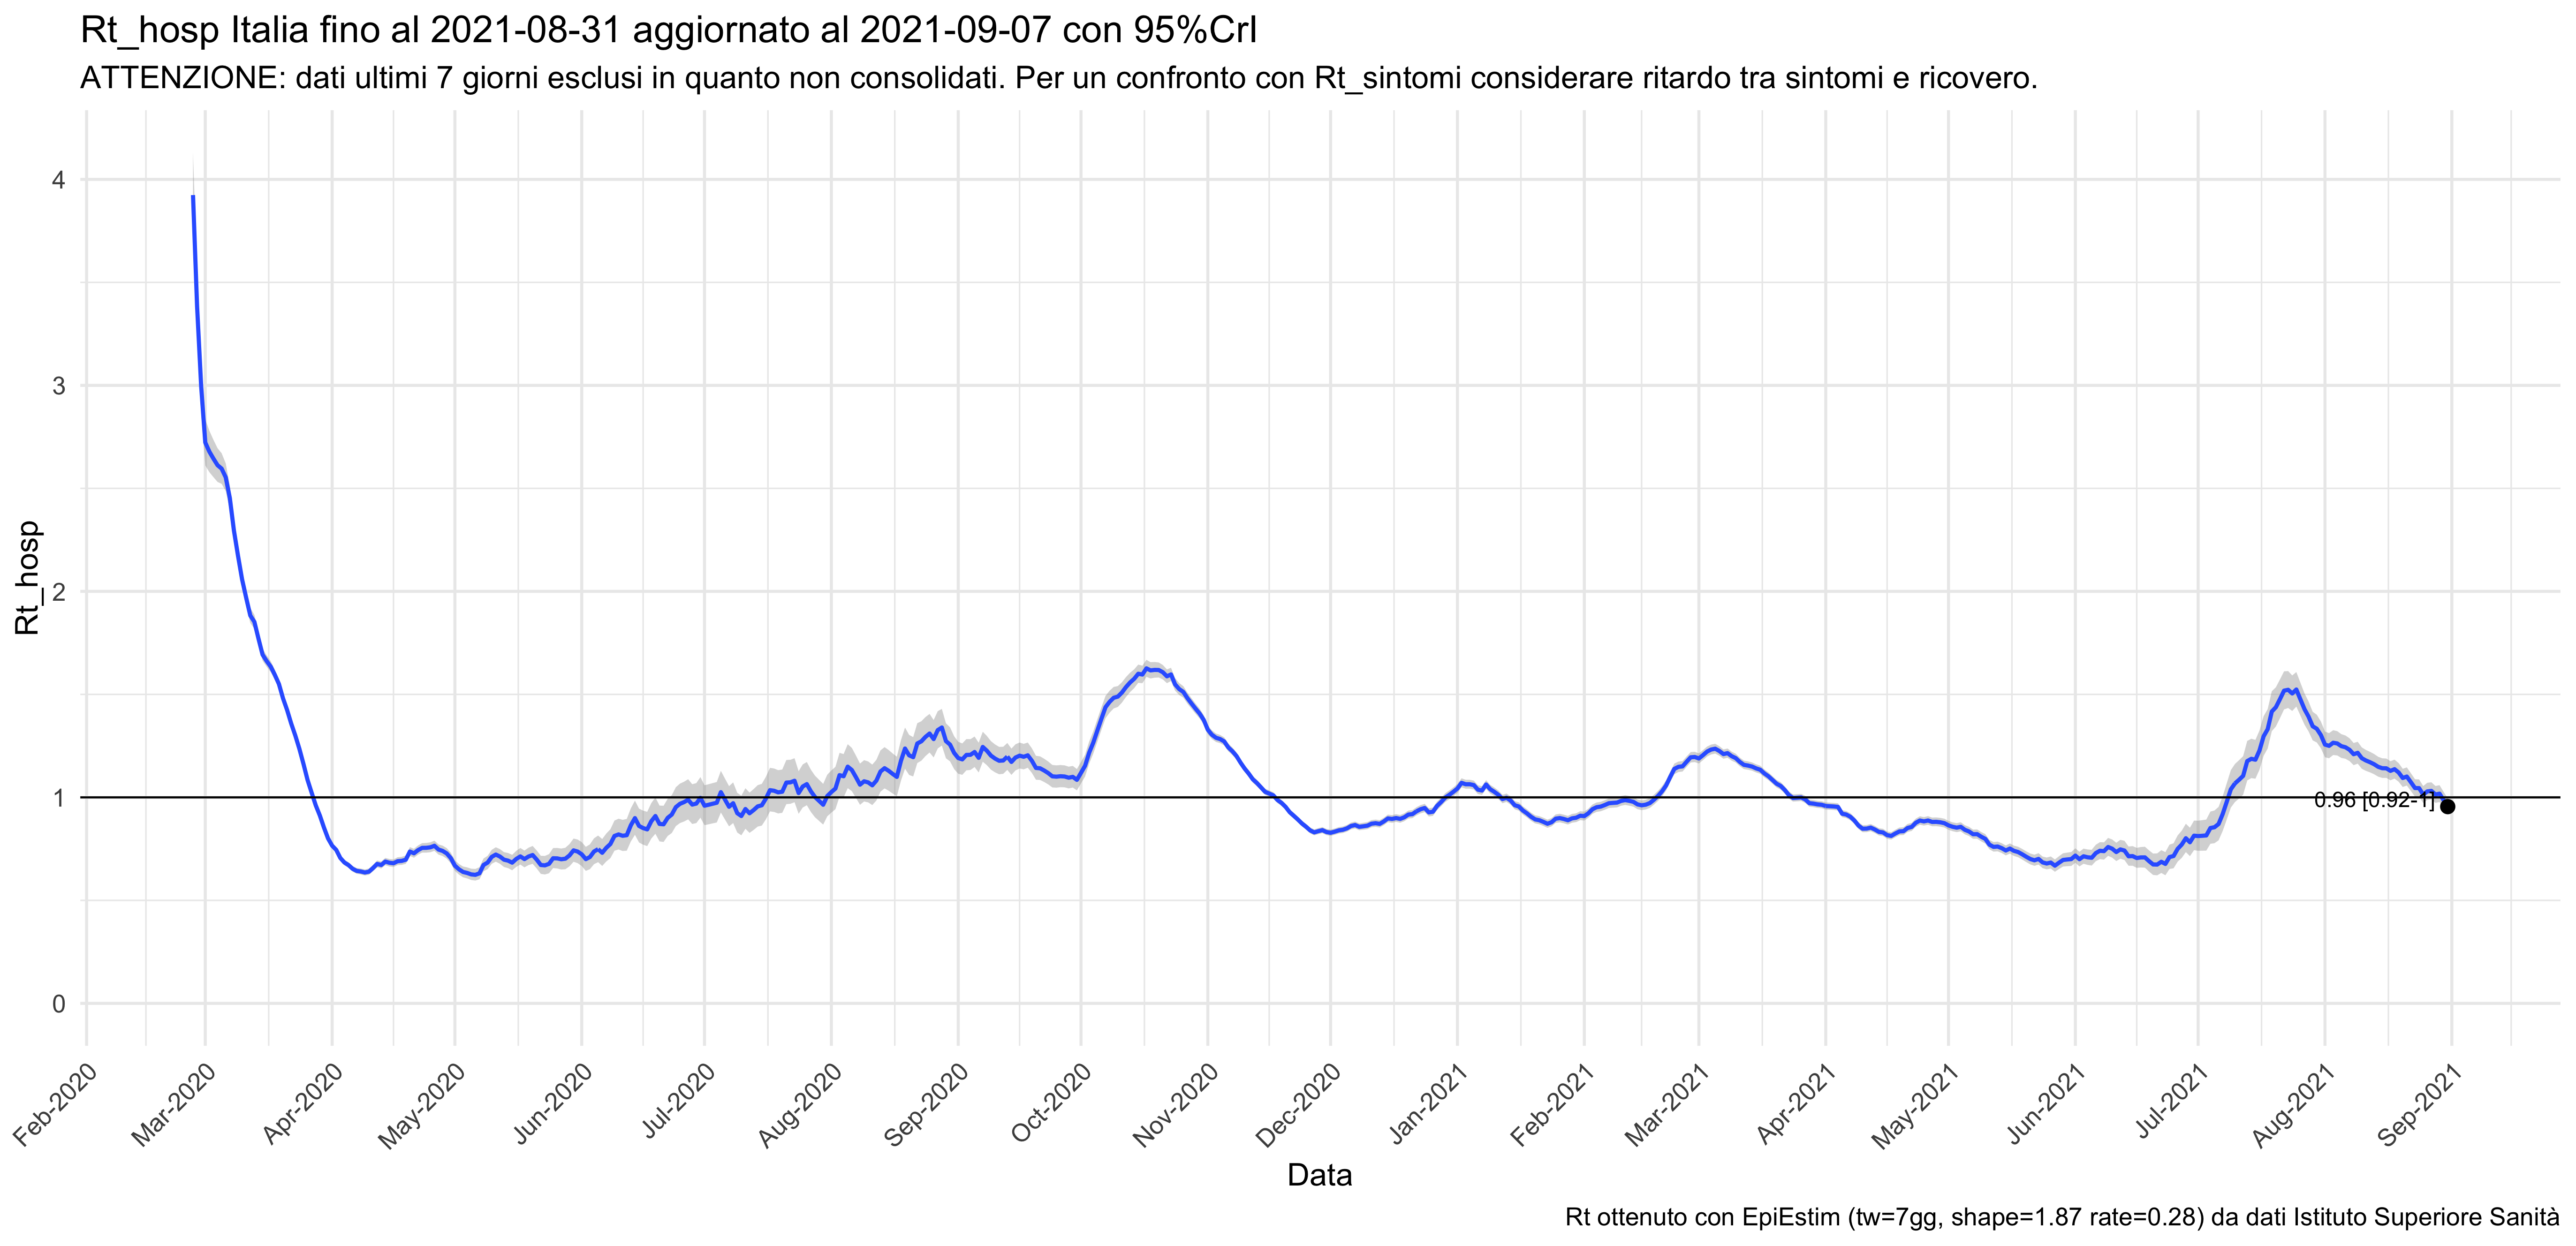 Rt_hosp Italia fino al 2021-08-31 aggiornato al 2021-09-07 con 95%CrI
ATTENZIONE: dati ultimi 7 giorni esclusi in quanto non consolidati. Per un confronto con Rt_sintomi considerare ritardo tra sintomi e ricovero.
Rt_hosp
4
3
2
1
0
0.96 [0.92-1]
Feb-2020
Mar-2020
Apr-2020
May-2020
Jun-2020
Jul-2020
Aug-2020
Sep-2020
Oct-2020
Nov-2020
Dec-2020
Jan-2021
Feb-2021
Mar-2021
Apr-2021
May-2021
Jun-2021
Jul-2021
Aug-2021
Sep-2021
Data
Rt ottenuto con EpiEstim (tw=7gg, shape=1.87 rate=0.28) da dati Istituto Superiore Sanità